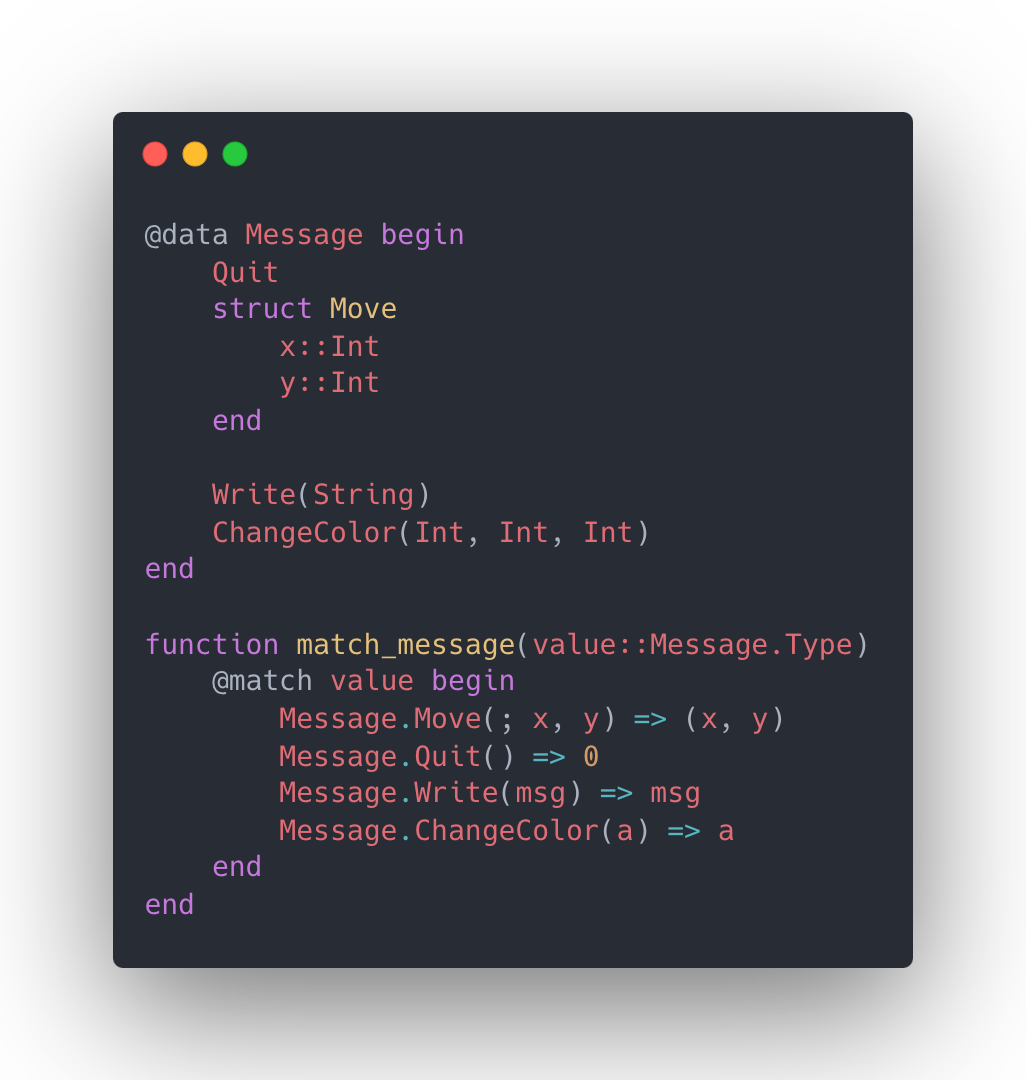 @data Message begin
    Quit
    struct Move
        x::Int
        y::Int
    end

    Write(String)
    ChangeColor(Int, Int, Int)
end

function match_message(value::Message.Type)
    @match value begin
        Message.Move(; x, y) => (x, y)
        Message.Quit() => 0
        Message.Write(msg) => msg
        Message.ChangeColor(a) => a
    end
end